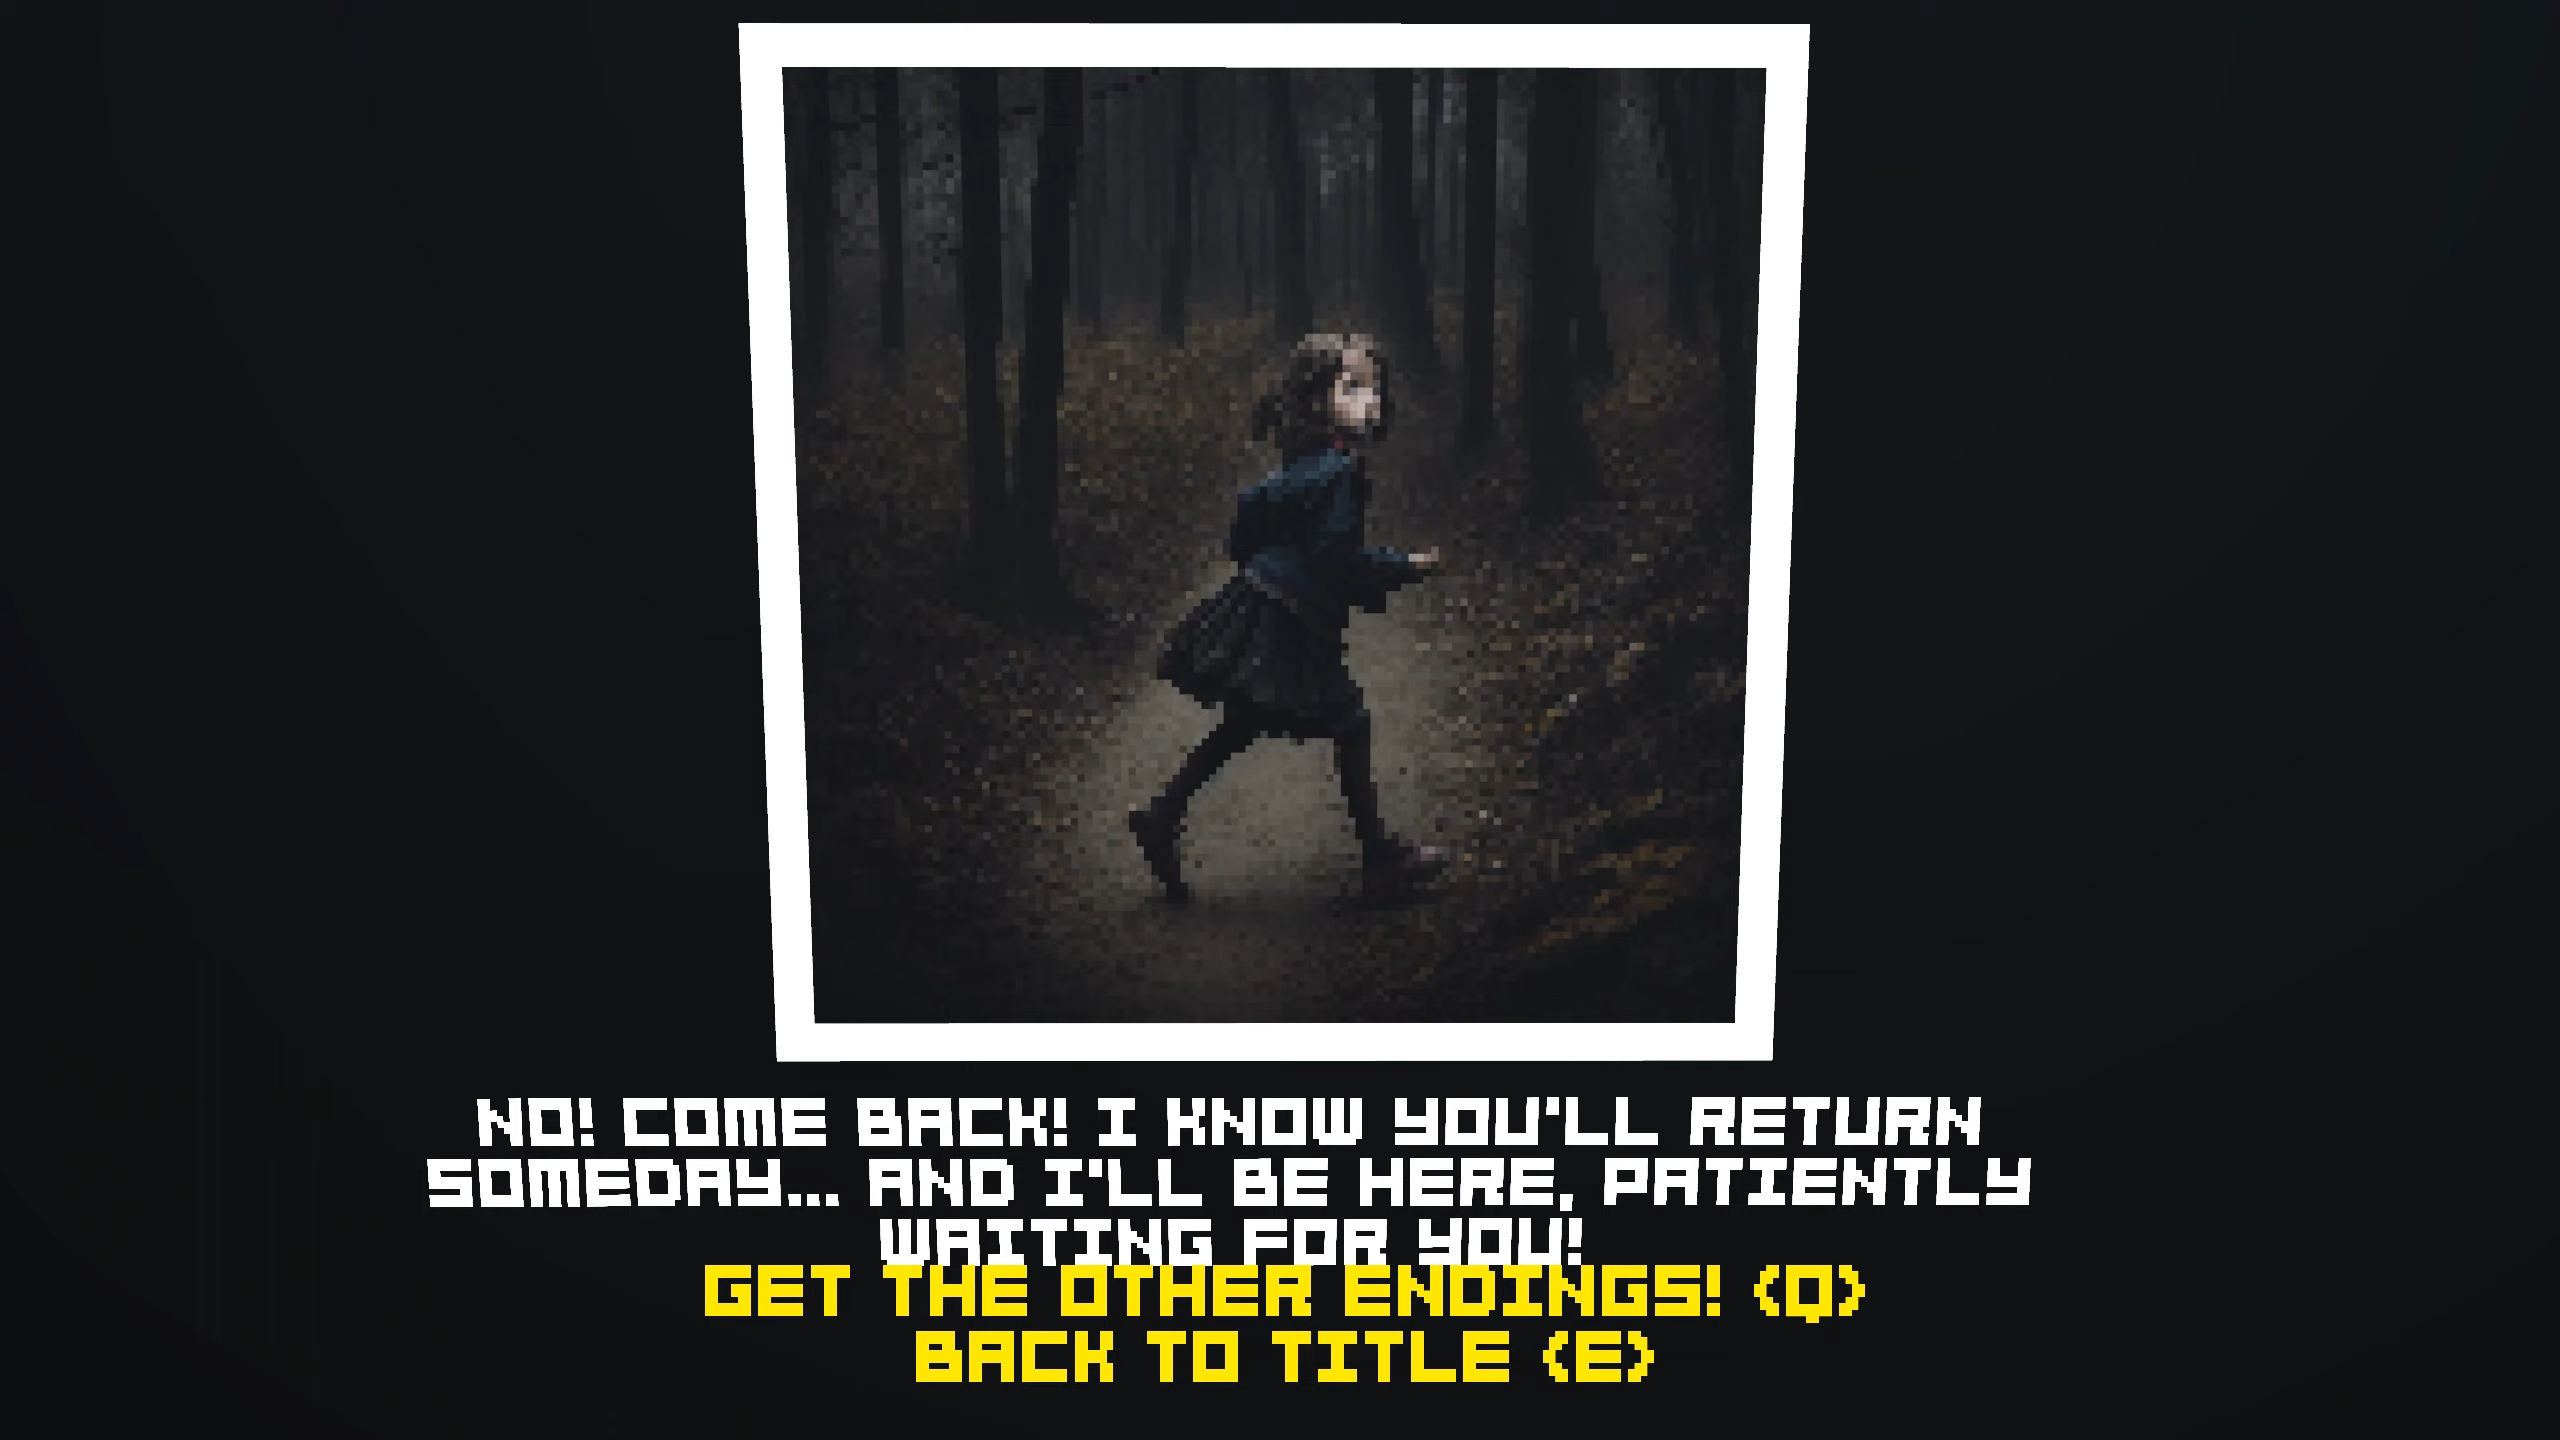 NO! COME BACK! I KNOW YOU'LL RETURN
SOMEDAY... AND I'LL BE HERE, PATIENTLY
WAITING FOR YOU!
GET THE OTHER ENDINGS! (Q)
BACK TO TITLE (E)